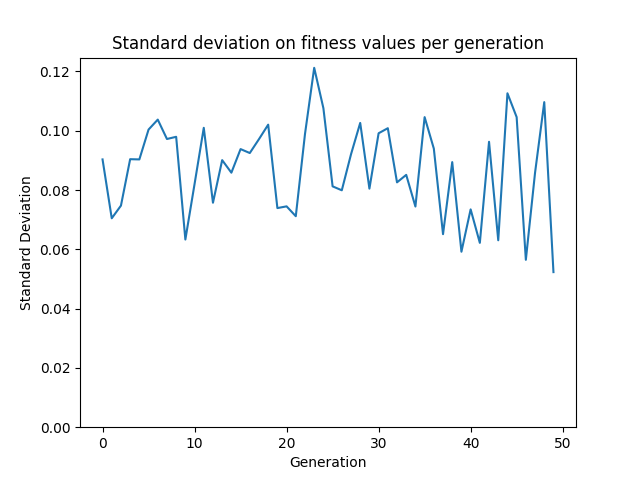 Standard deviation on fitness values per generation
0.12
0.10
0.08
0.06
0.04
0.02
0.00
Standard Deviation
0 10 20 30 40 50
Generation